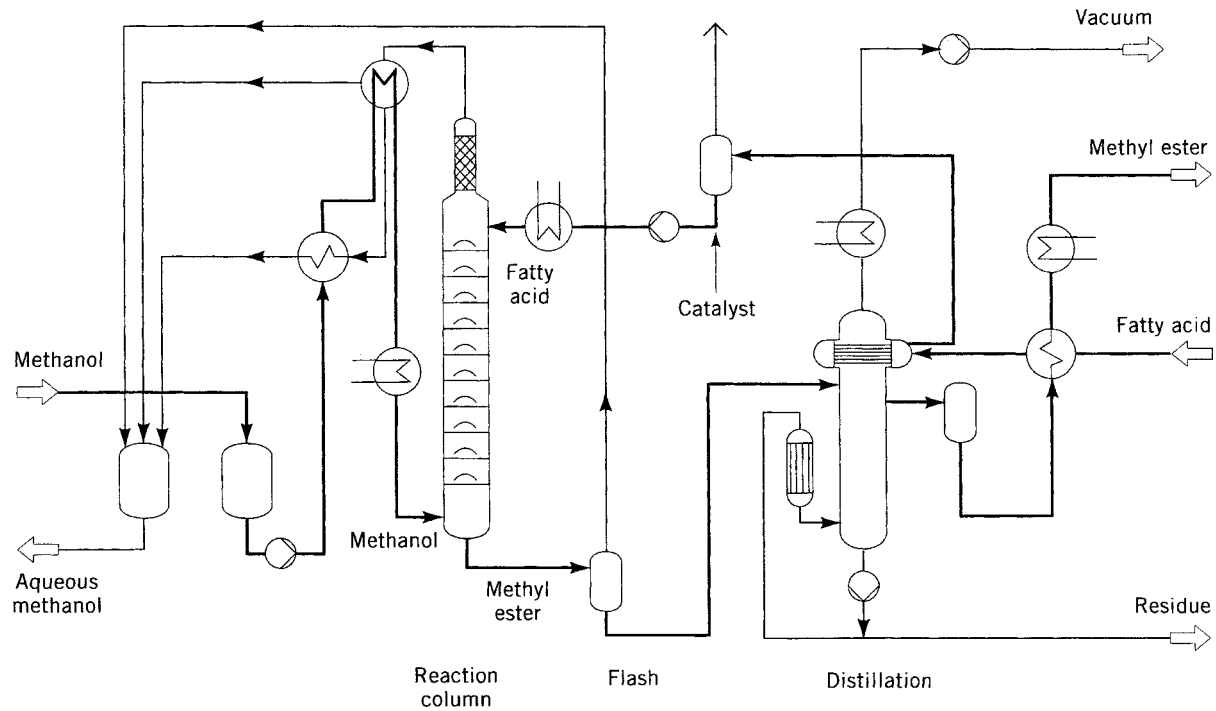 Vacuum
Methyl ester
Fatty
acid
Catalyst
Fatty acid
Methanol
Methanol
Aqueous
methanol
Methyl
ester
Residue
Reaction
column
Flash
Distillation